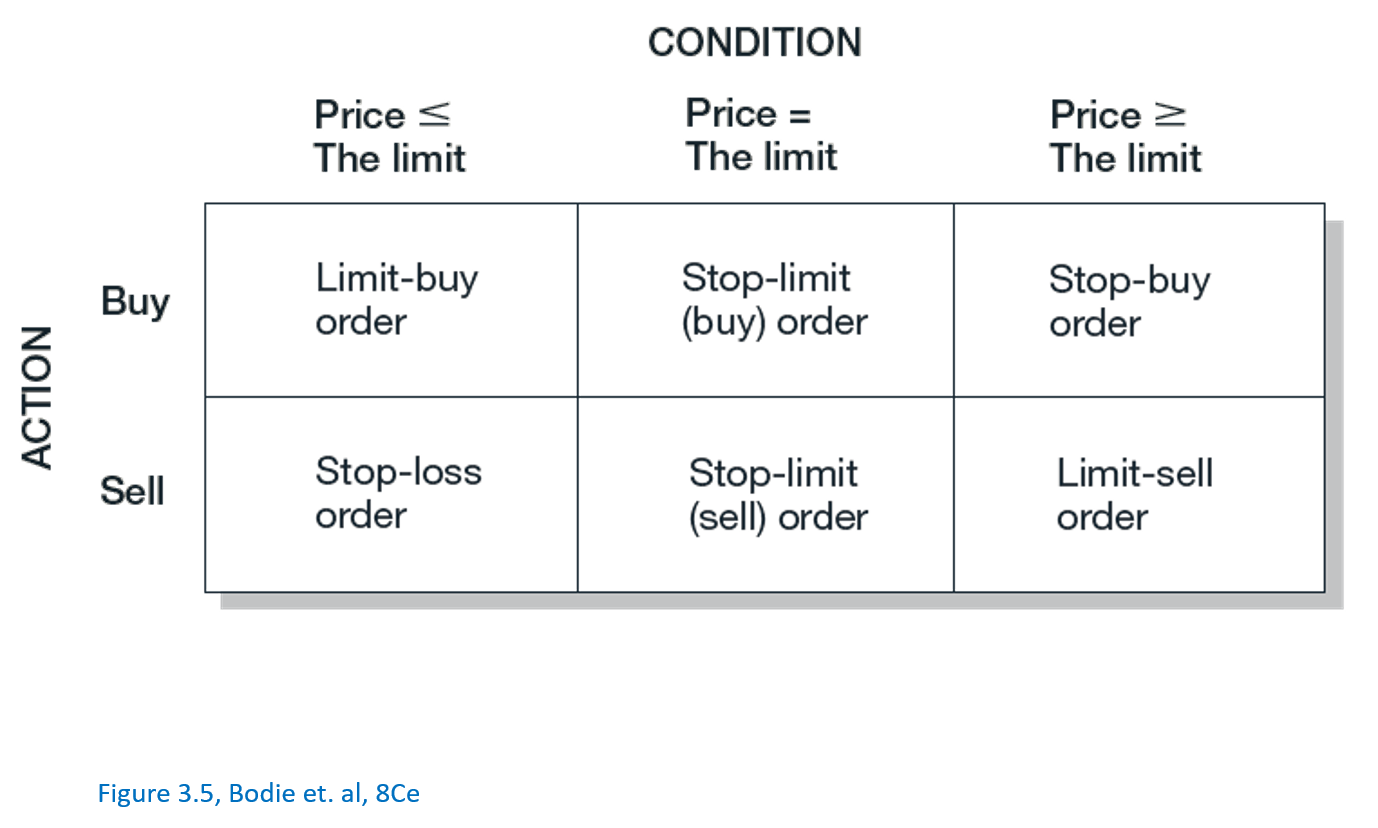 CONDITION
Price ≤
The limit
Price =
The limit
Price ≥
The limit
ACTION
Buy
Limit-buy
order
Stop-limit
(buy) order
Stop-buy
order
Sell
Stop-loss
order
Stop-limit
(sell) order
Limit-sell
order
Figure 3.5, Bodie et. al, 8Ce